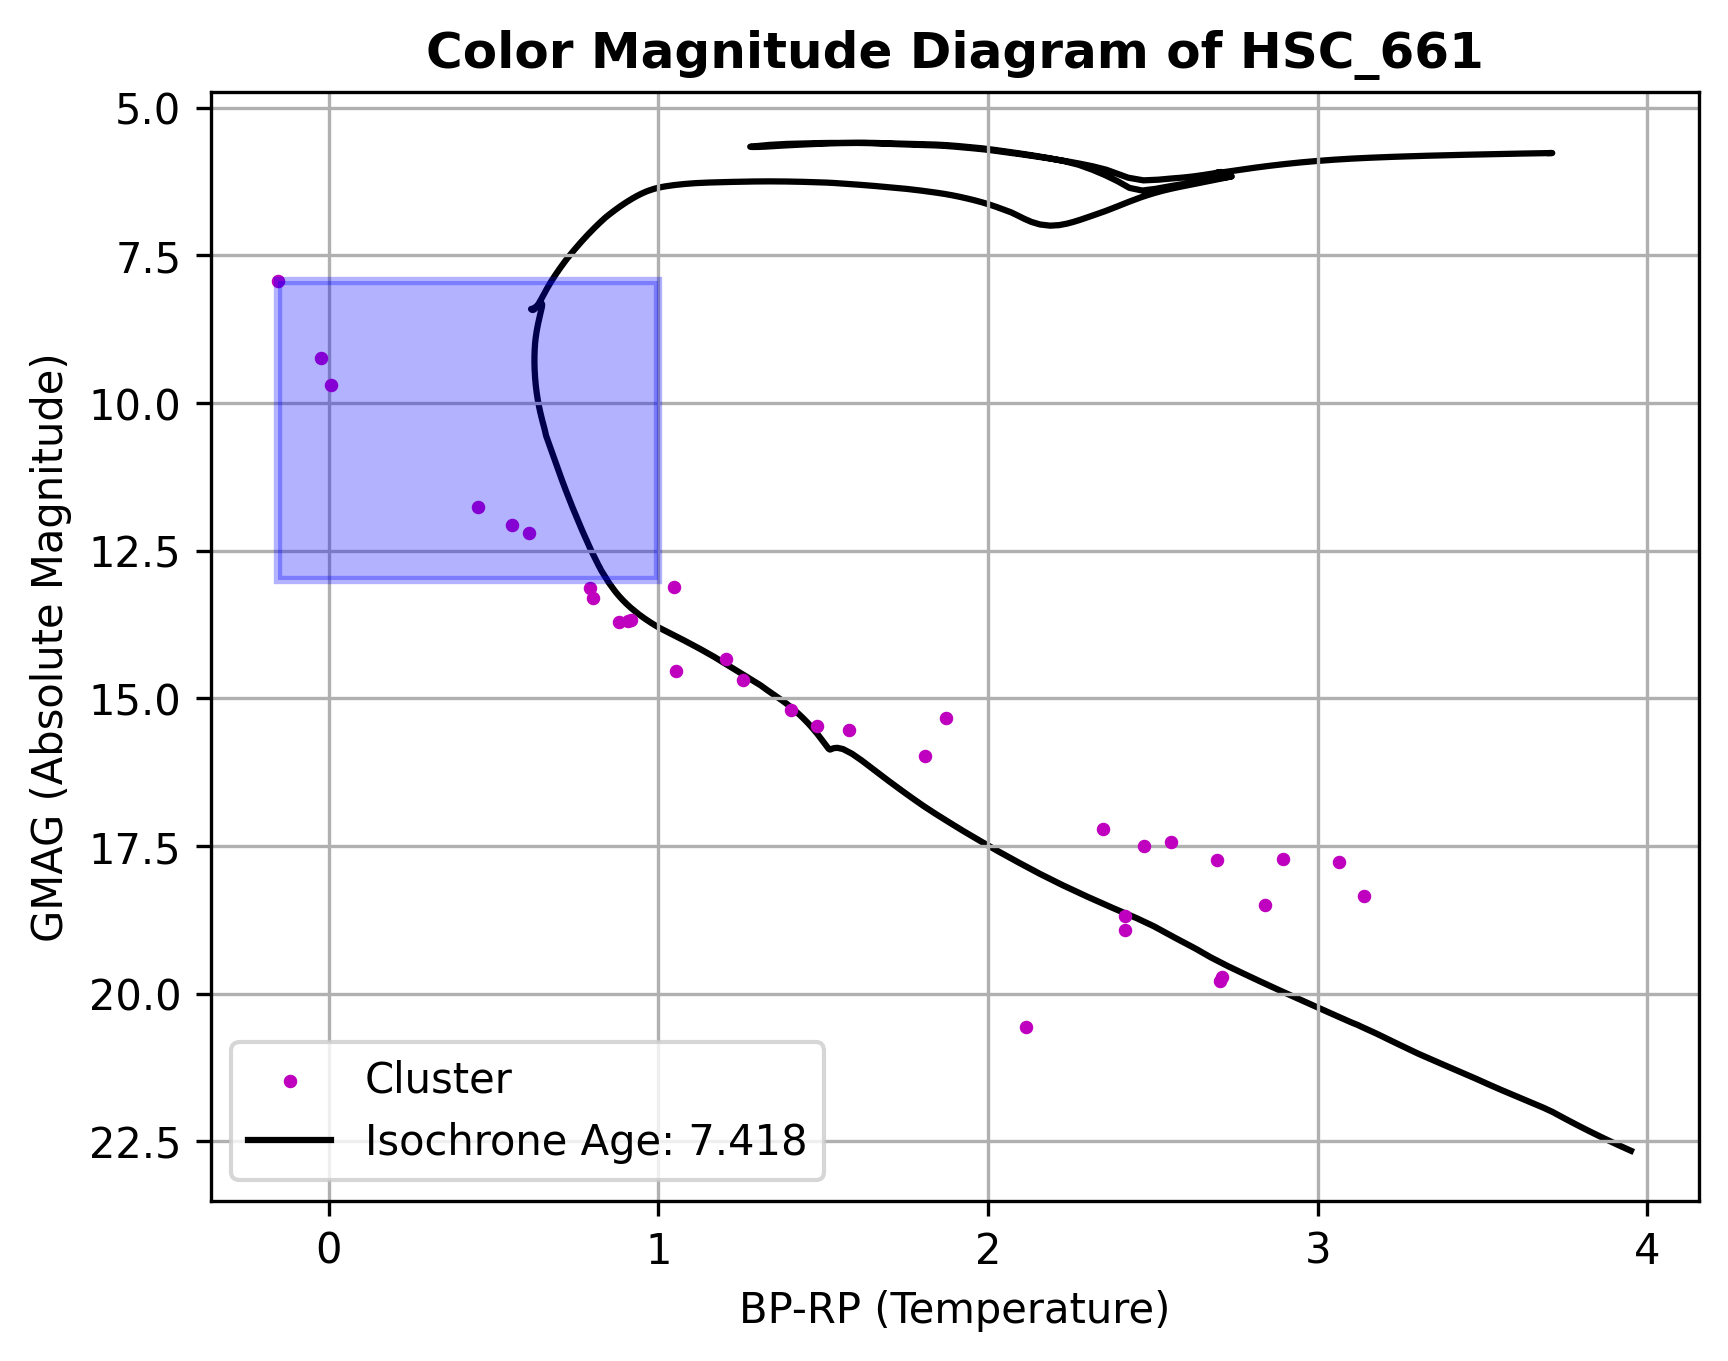 Color Magnitude Diagram of HSC_661
GMAG (Absolute Magnitude)
5.0
7.5
10.0
12.5
15.0
17.5
20.0
22.5
Cluster
Isochrone Age: 7.418
0 1 2 3 4
BP-RP (Temperature)